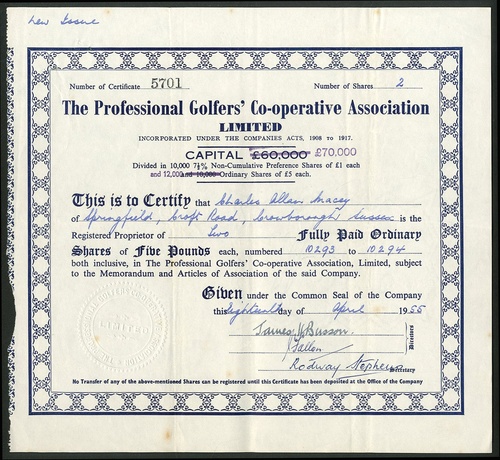 New Issue
Number of Certificate 5701 Number of Shares 2
The Professional Golfers' Co-operative Association
LIMITED
INCORPORATED UNDER THE COMPANIES ACTS, 1908 to 1917.
CAPITAL £60,000 £70,000
Divided in 10,000 7½% Non-Cumulative Preference Shares of £1 each
and 12,000 and 10,000 Ordinary Shares of £5 each.
This is to Certify that Charles Allan Macey
of Springfield, Croft Road, Crowborough Sussex is the
Registered Proprietor of Two Fully Paid Ordinary
Shares of Five Pounds each, numbered 10293 to 10294
both inclusive, in The Professional Golfers' Co-operative Association, Limited, subject
to the Memorandum and Articles of Association of the said Company.
Given under the Common Seal of the Company
this Eighteenth day of April 1955
James J Busson.
J Fallon
Directors
Rodway Stephens
Secretary
No Transfer of any of the above-mentioned Shares can be registered until this Certificate has been deposited at the Office of the Company
LIMITED